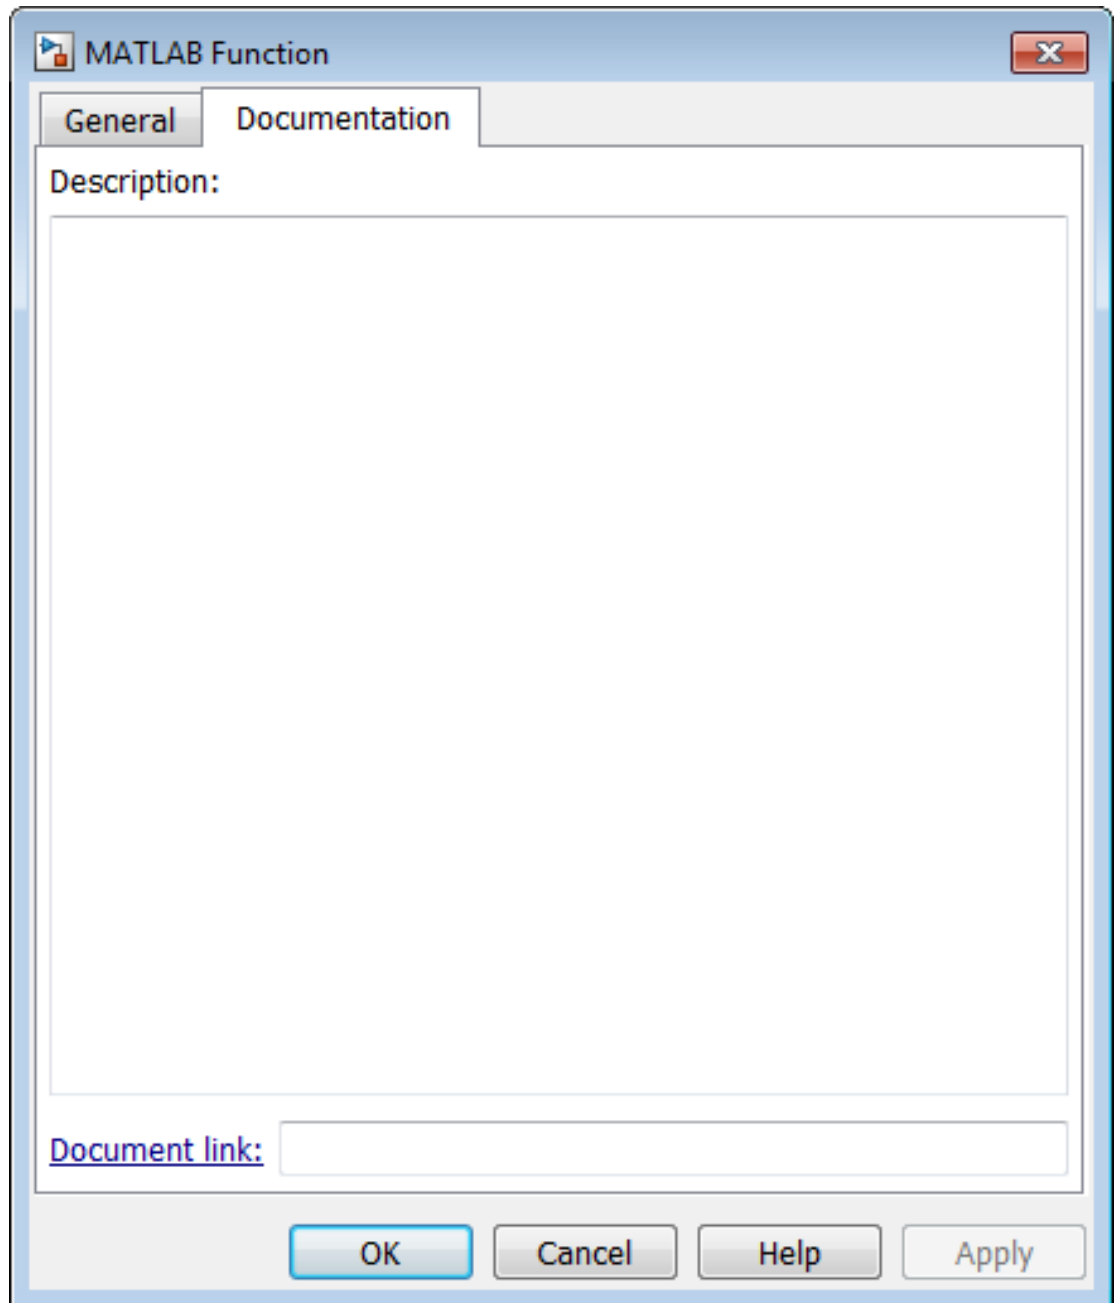 MATLAB Function
General Documentation
Description:
Document link:
OK Cancel Help Apply